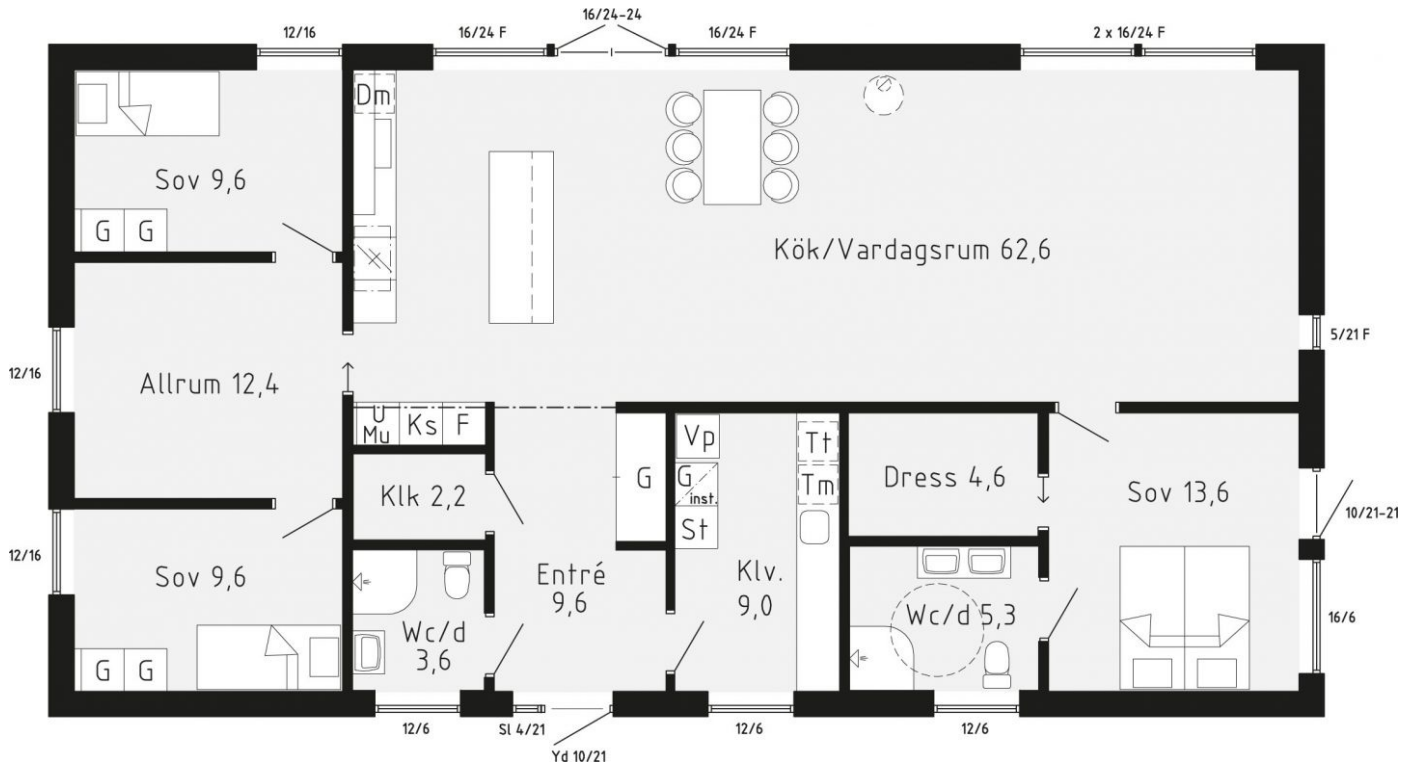 16/24-24
12/16
16/24 F
16/24 F
2 x 16/24 F
Dm
Sov 9,6
G G
Kök/Vardagsrum 62,6
5/21 F
12/16
Allrum 12,4
U
Mu
Ks
F
Vp
Tt
G
G
inst.
Tm
Klk 2,2
Dress 4,6
Sov 13,6
10/21-21
St
12/16
Sov 9,6
Entré
9,6
Klv.
9,0
Wc/d
3,6
Wc/d 5,3
16/6
G G
12/6
Sl 4/21
12/6
12/6
Yd 10/21